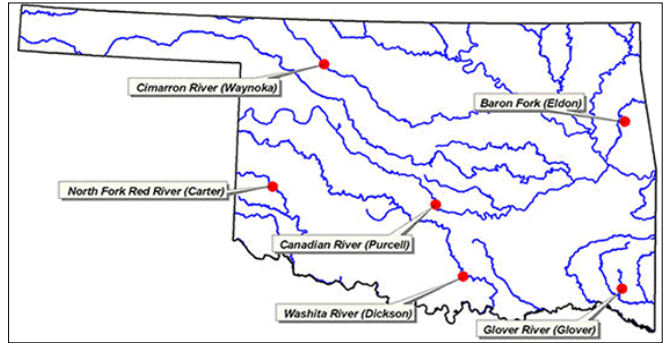 Cimarron River (Waynoka)
Baron Fork (Eldon)
North Fork Red River (Carter)
Canadian River (Purcell)
Washita River (Dickson)
Glover River (Glover)